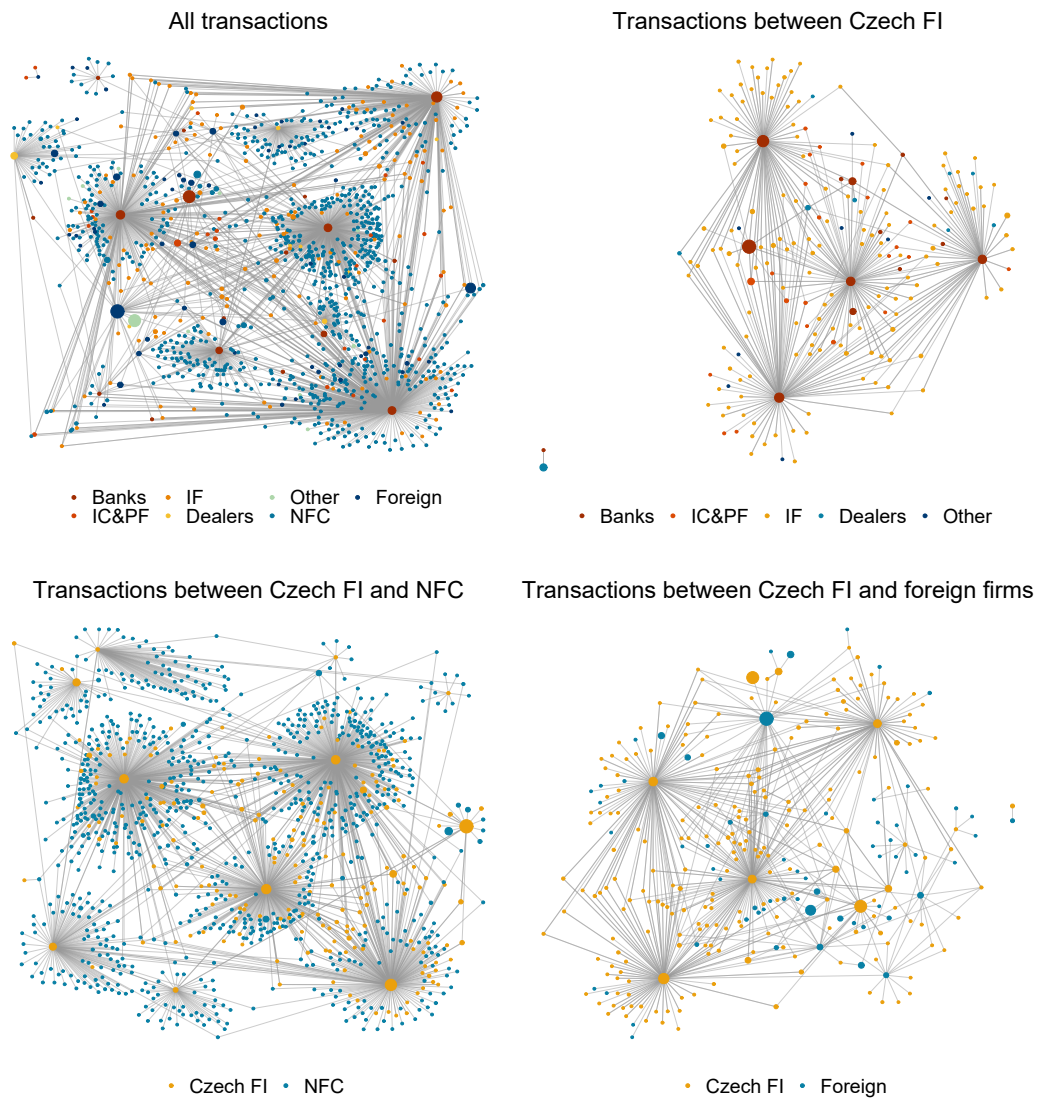 All transactions
Transactions between Czech FI
Banks IF Other Foreign
IC&PF Dealers NFC
Banks IC&PF IF Dealers Other
Transactions between Czech FI and NFC
Transactions between Czech FI and foreign firms
Czech FI NFC
Czech FI Foreign